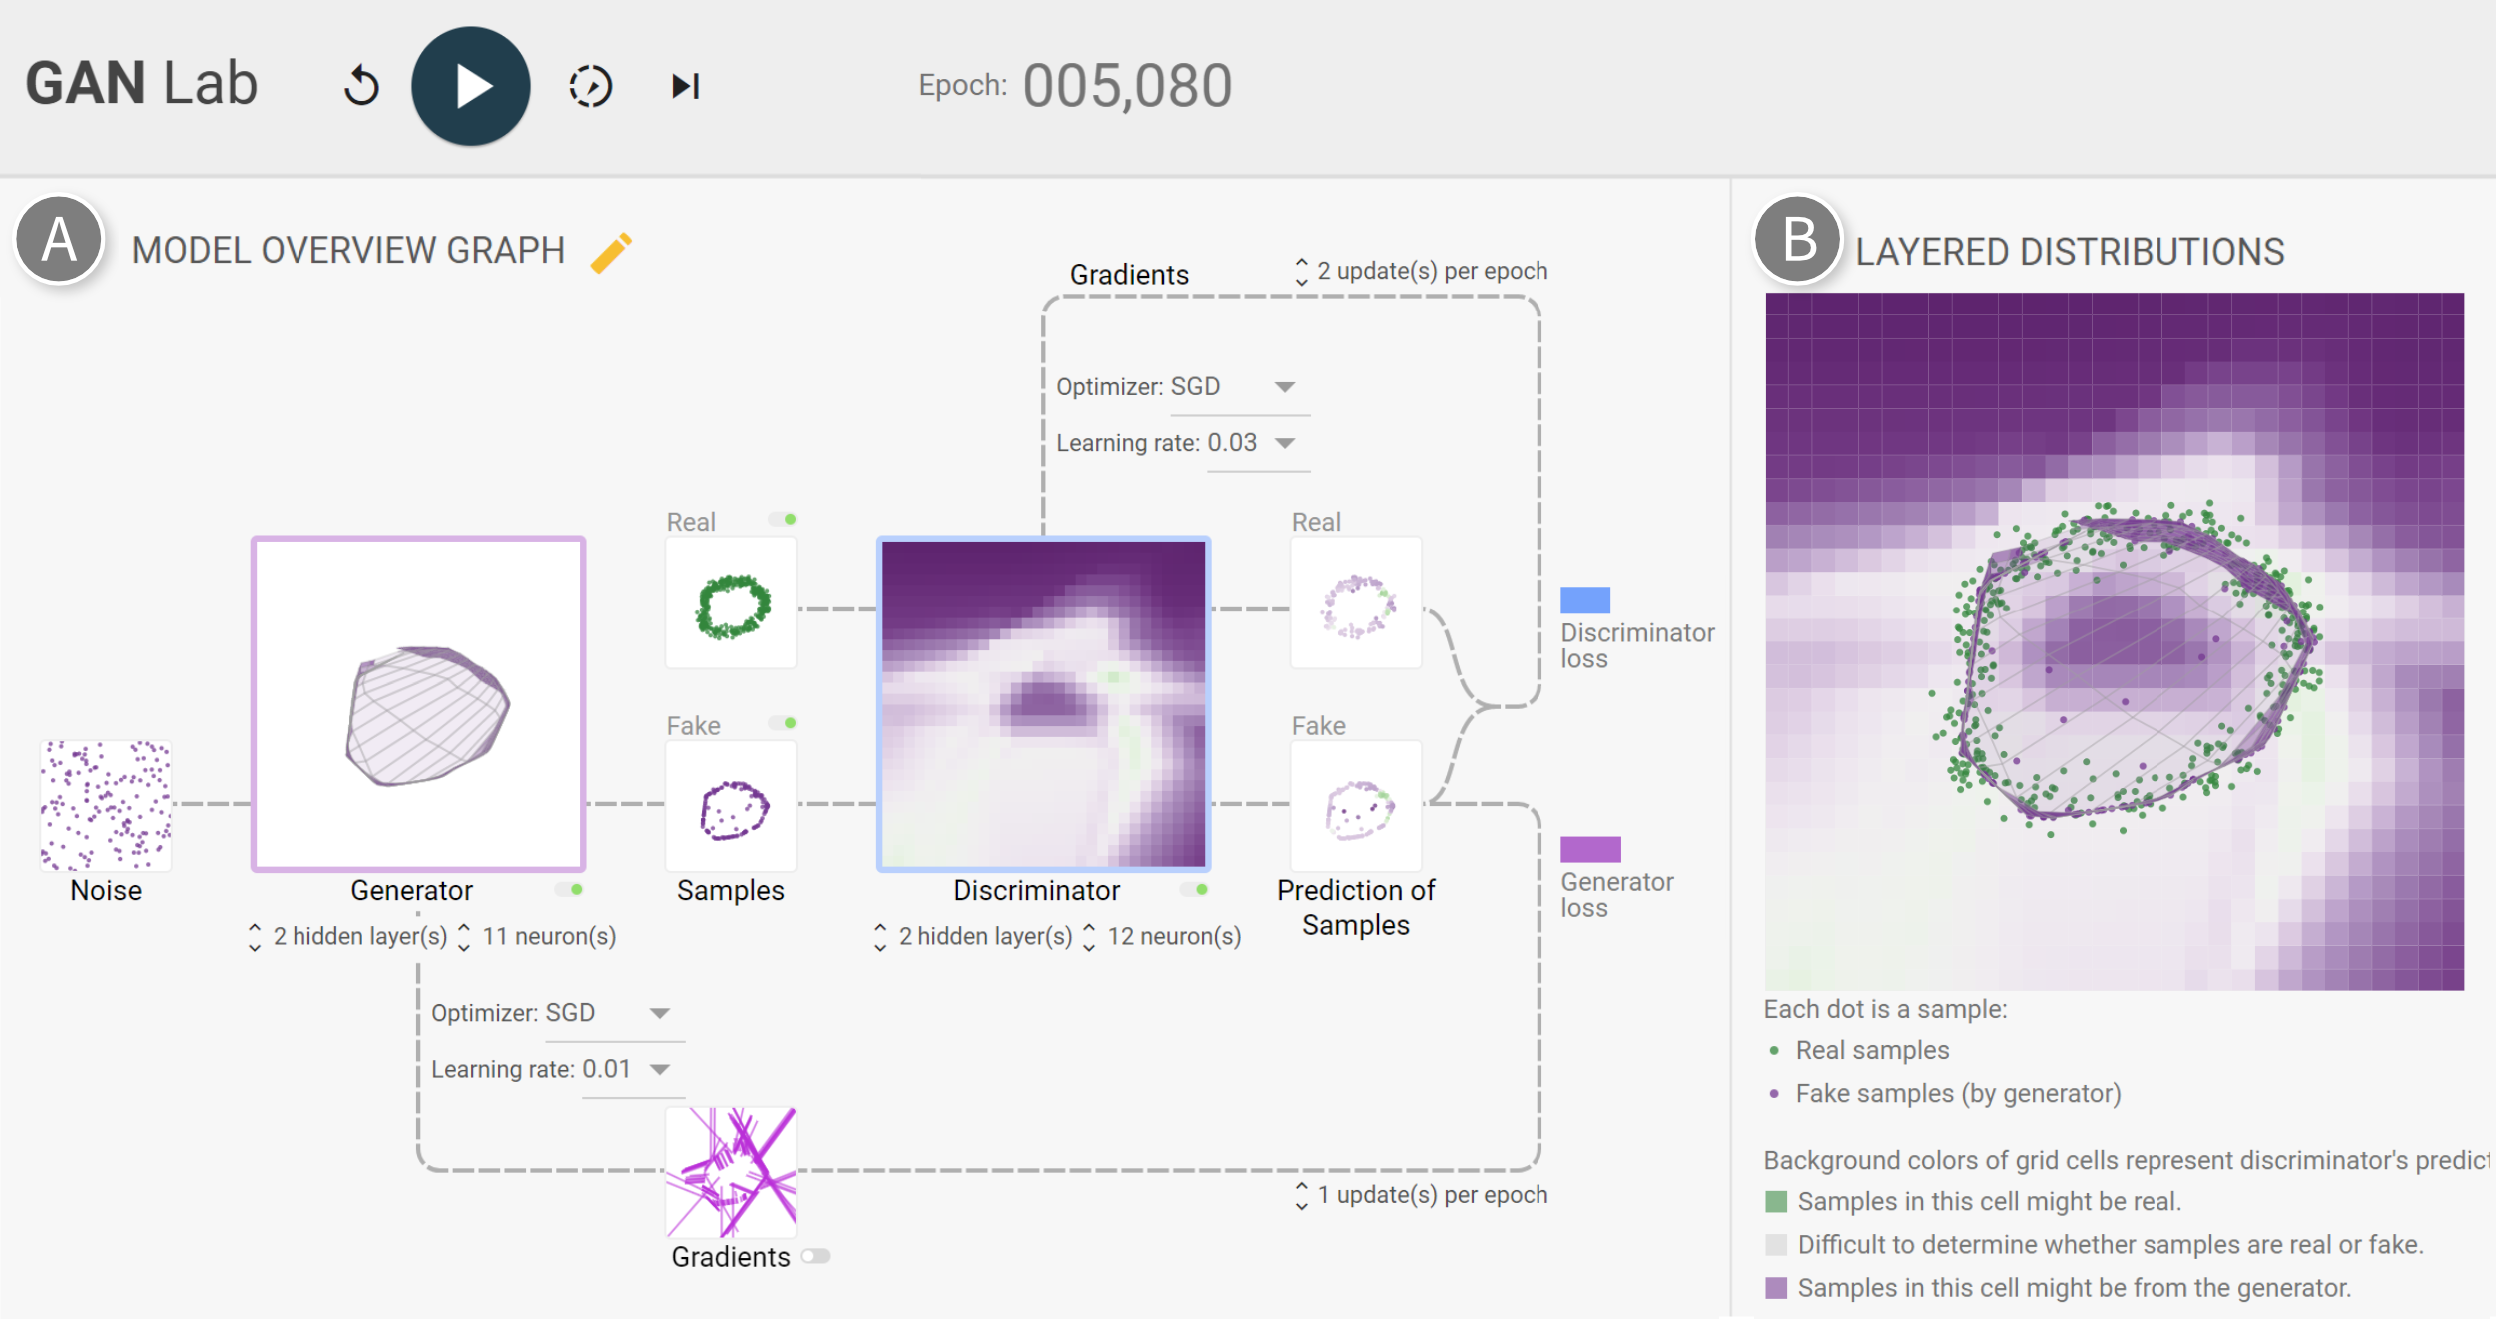 GAN Lab
Epoch: 005,080
A
MODEL OVERVIEW GRAPH
Gradients
2 update(s) per epoch
Optimizer: SGD
Learning rate: 0.03
Real
Real
Discriminator
loss
Fake
Fake
Generator
loss
Noise
Generator
Samples
Discriminator
Prediction of
Samples
2 hidden layer(s)
11 neuron(s)
2 hidden layer(s)
12 neuron(s)
Optimizer: SGD
Learning rate: 0.01
1 update(s) per epoch
Gradients
B
LAYERED DISTRIBUTIONS
Each dot is a sample:
Real samples
Fake samples (by generator)
Background colors of grid cells represent discriminator's predict
Samples in this cell might be real.
Difficult to determine whether samples are real or fake.
Samples in this cell might be from the generator.